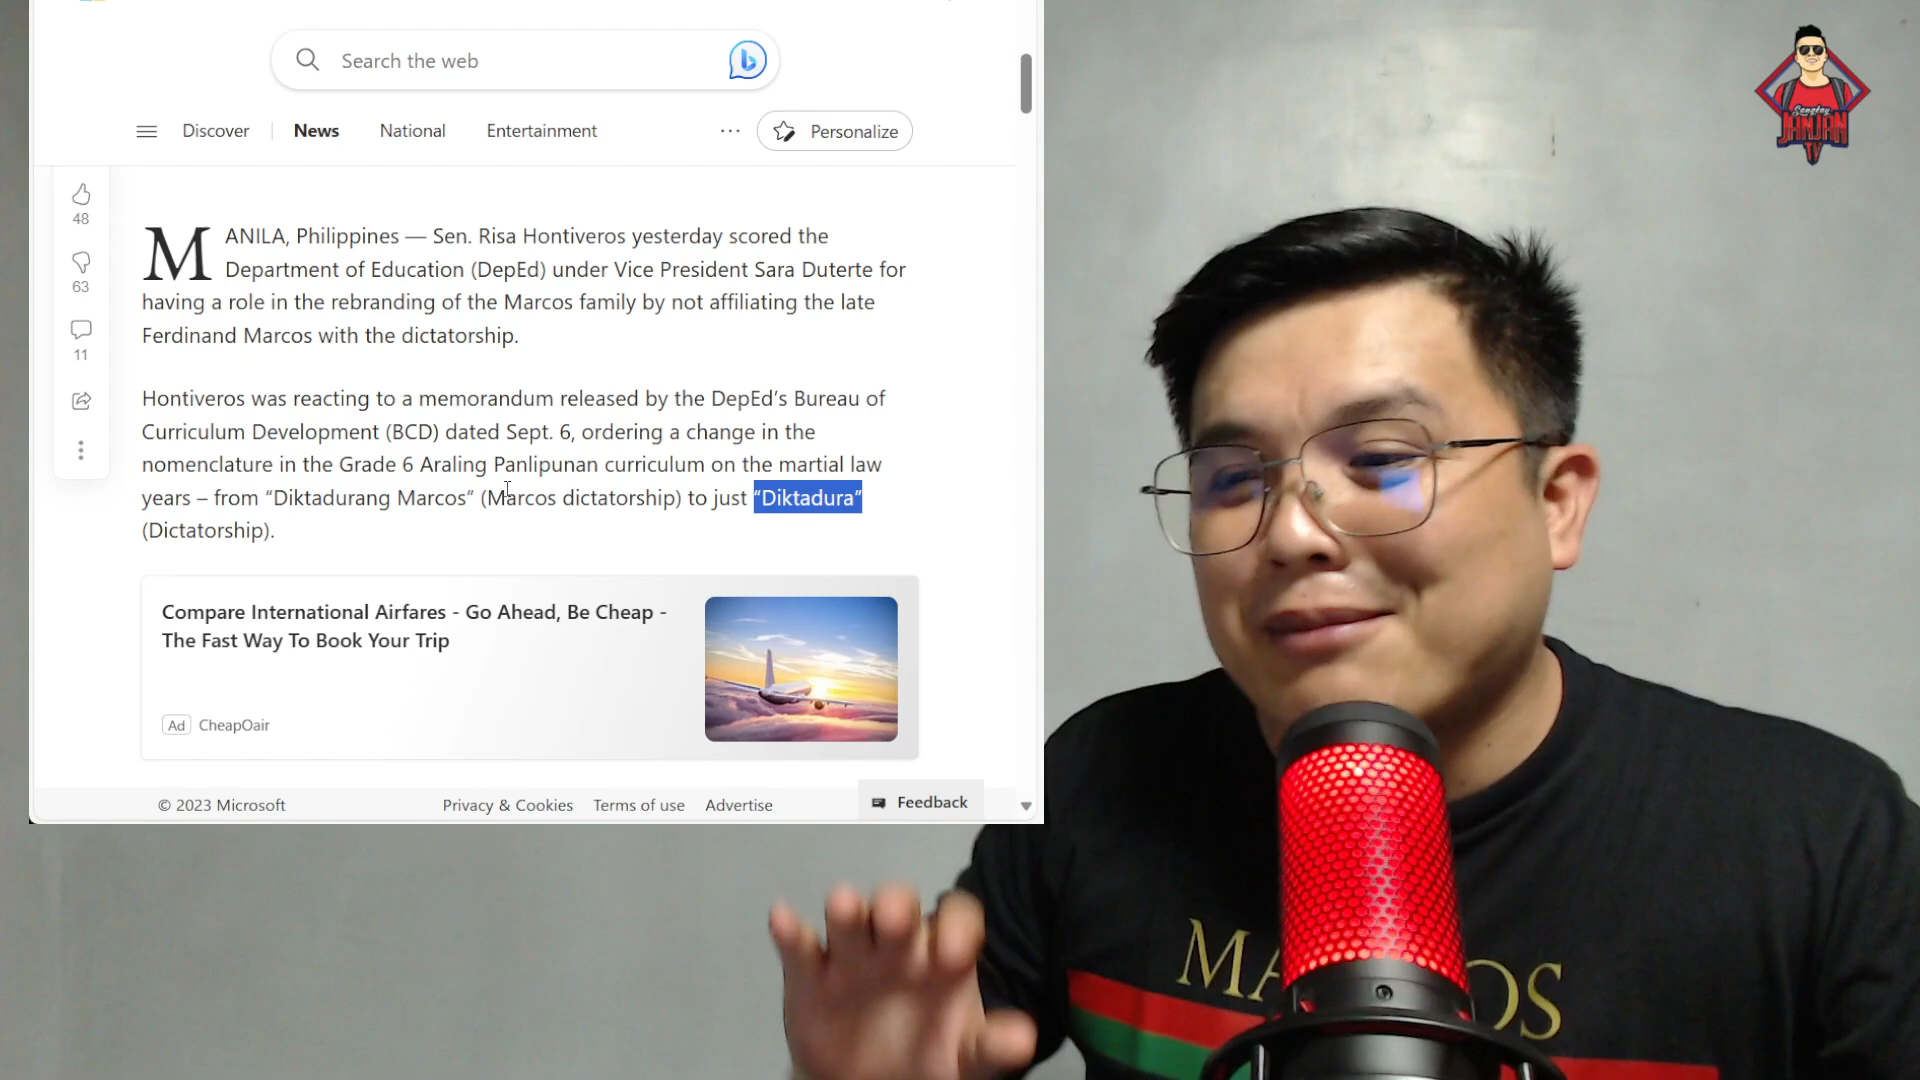 Search the web
Discover
News
National
Entertainment
Personalize
48
63
11
MANILA, Philippines — Sen. Risa Hontiveros yesterday scored the
Department of Education (DepEd) under Vice President Sara Duterte for
having a role in the rebranding of the Marcos family by not affiliating the late
Ferdinand Marcos with the dictatorship.
Hontiveros was reacting to a memorandum released by the DepEd’s Bureau of
Curriculum Development (BCD) dated Sept. 6, ordering a change in the
nomenclature in the Grade 6 Araling Panlipunan curriculum on the martial law
years – from “Diktadurang Marcos” (Marcos dictatorship) to just “Diktadura”
(Dictatorship).
Compare International Airfares - Go Ahead, Be Cheap -
The Fast Way To Book Your Trip
Ad CheapOair
© 2023 Microsoft
Privacy & Cookies
Terms of use
Advertise
Feedback
Sangkay
JANJAN
TV
MA OS